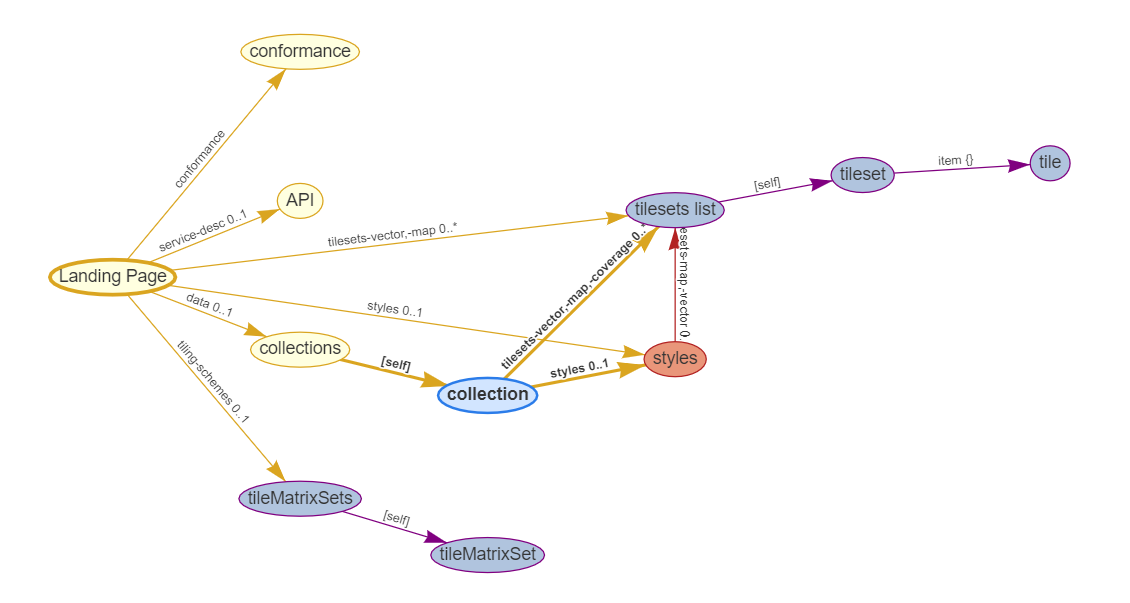 conformance
conformance
API
service-desc 0..1
tilesets-vector,-map 0..*
tilesets list
[self]
tileset
item {}
tile
Landing Page
data 0..1
styles 0..1
tilesets-vector,-map,-coverage 0..*
esets-map,-vector 0.
collections
[self]
collection
styles 0..1
styles
tiling-schemes 0..1
tileMatrixSets
[self]
tileMatrixSet